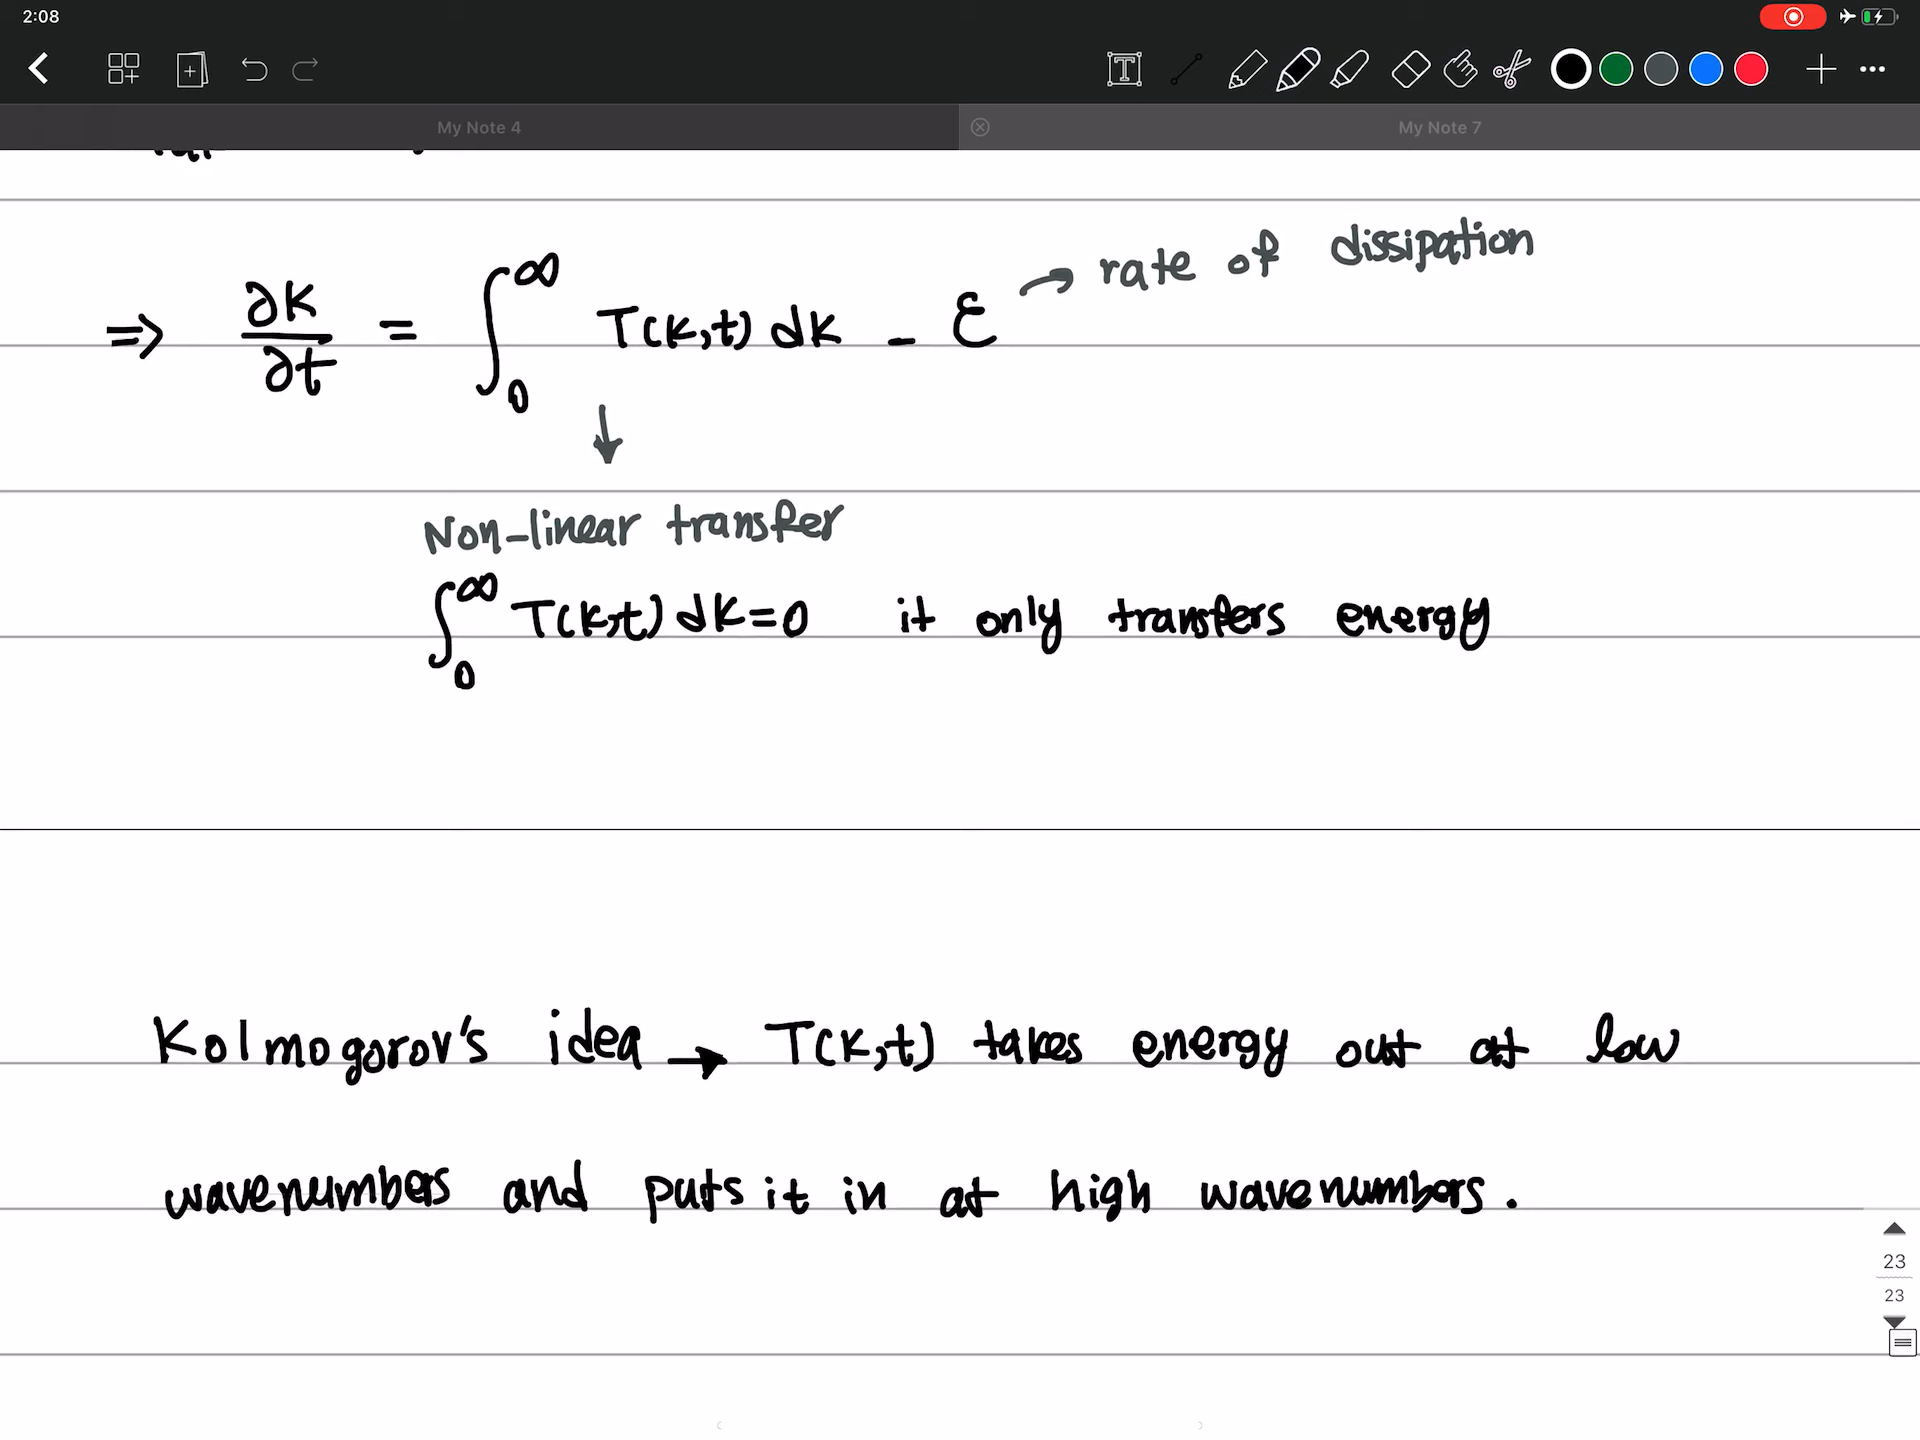 2:08
My Note 4
My Note 7
⇒ ∂K/∂t = ∫₀^∞ T(K,t) dK - ε → rate of dissipation
↓
Non-linear transfer
∫₀^∞ T(K,t) dK = 0 it only transfers energy
Kolmogorov's idea → T(K,t) takes energy out at low
wavenumbers and puts it in at high wavenumbers.
23
23